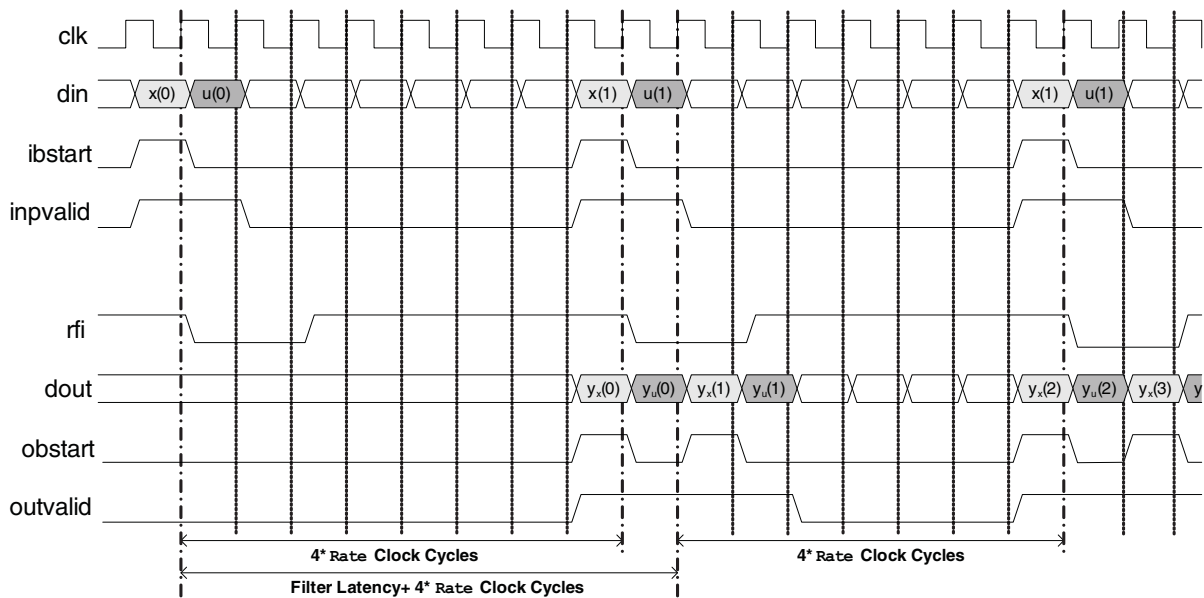 clk
din x(0) u(0) x(1) u(1) x(1) u(1)
ibstart
inpvalid
rfi
dout yₓ(0) yᵤ(0) yₓ(1) yᵤ(1) yₓ(2) yᵤ(2) yₓ(3) y
obstart
outvalid
4* Rate Clock Cycles 4* Rate Clock Cycles
Filter Latency+ 4* Rate Clock Cycles